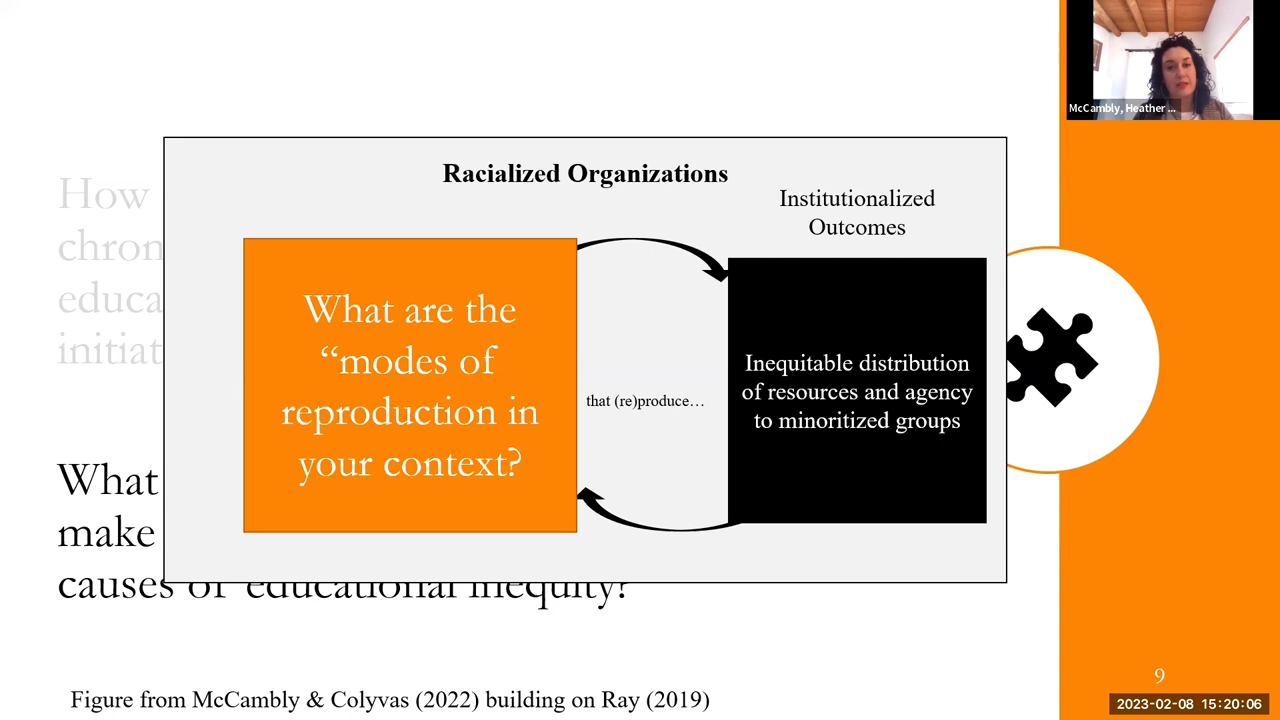 McCambly, Heather ...
Racialized Organizations
Institutionalized
Outcomes
How
chron
educa
initiat
What are the
“modes of
reproduction in
your context?
that (re)produce…
Inequitable distribution
of resources and agency
to minoritized groups
What
make
causes of educational inequity?
Figure from McCambly & Colyvas (2022) building on Ray (2019)
9
2023-02-08 15:20:06